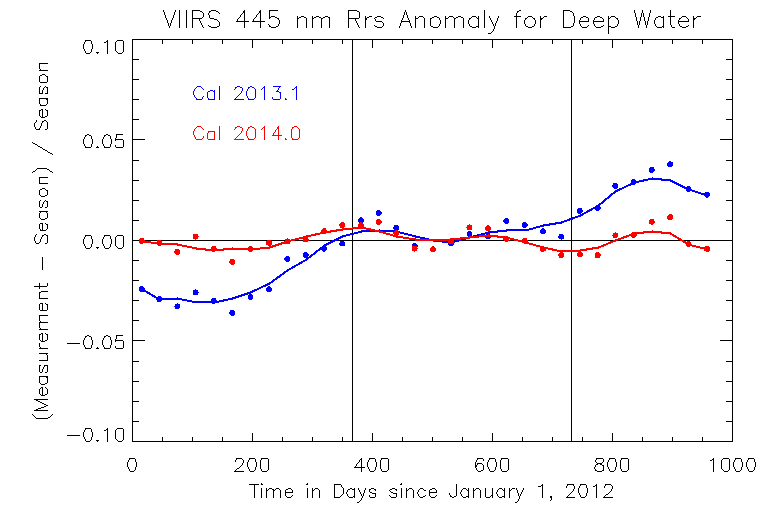 VIIRS 445 nm Rrs Anomaly for Deep Water
(Measurement − Season) / Season
0.10
0.05
0.00
−0.05
−0.10
Cal 2013.1
Cal 2014.0
0 200 400 600 800 1000
Time in Days since January 1, 2012